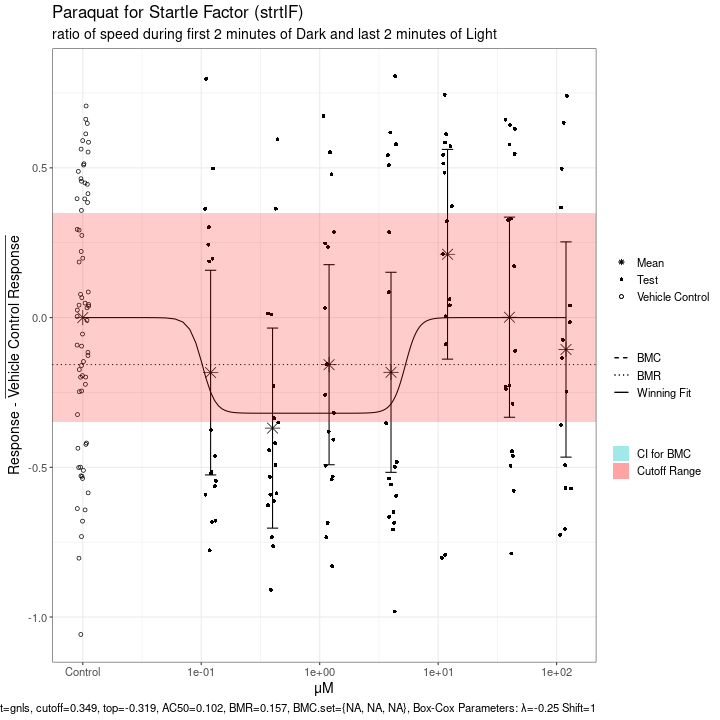 Paraquat for Startle Factor (strtlF)
ratio of speed during first 2 minutes of Dark and last 2 minutes of Light
Response - Vehicle Control Response
0.5
0.0
-0.5
-1.0
Control
1e-01
1e+00
1e+01
1e+02
μM
Mean
Test
Vehicle Control
BMC
BMR
Winning Fit
CI for BMC
Cutoff Range
t=gnls, cutoff=0.349, top=-0.319, AC50=0.102, BMR=0.157, BMC.set={NA, NA, NA}, Box-Cox Parameters: λ=-0.25 Shift=1